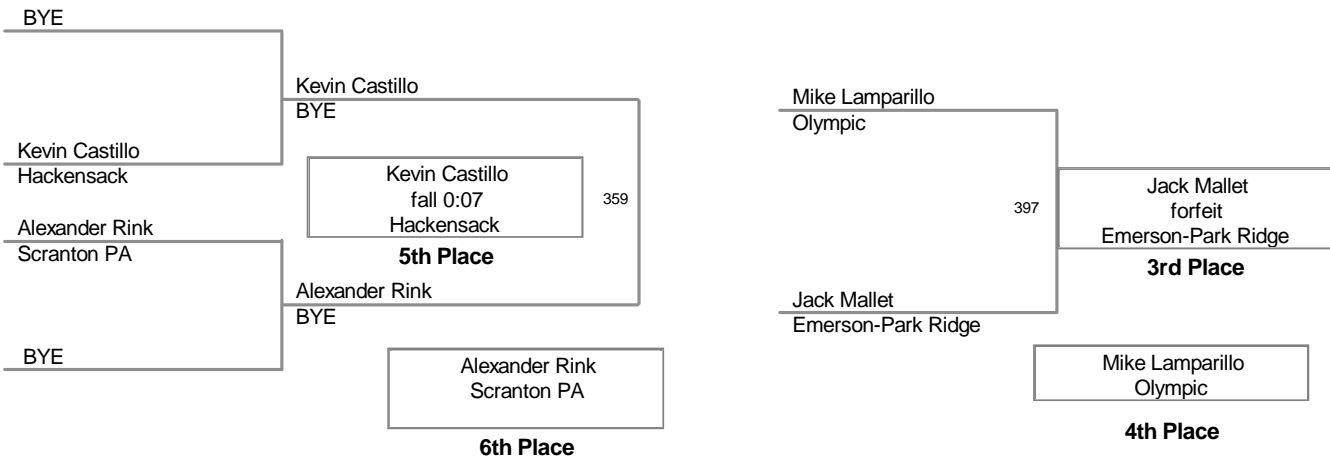 BYE
Kevin Castillo
BYE
Kevin Castillo
Hackensack
Kevin Castillo
fall 0:07
Hackensack
5th Place
359
Alexander Rink
Scranton PA
Alexander Rink
BYE
BYE
Alexander Rink
Scranton PA
6th Place
Mike Lamparillo
Olympic
397
Jack Mallet
forfeit
Emerson-Park Ridge
3rd Place
Jack Mallet
Emerson-Park Ridge
Mike Lamparillo
Olympic
4th Place